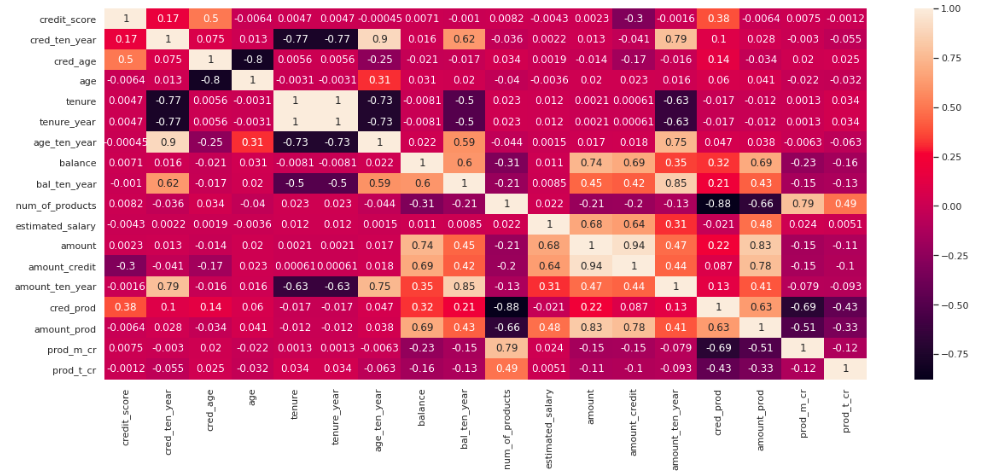 credit_score 1 0.17 0.5 -0.0064 0.0047 0.0047 -0.00045 0.0071 -0.001 0.0082 -0.0043 0.0023 -0.3 -0.0016 0.38 -0.0064 0.0075 -0.0012 1.00
cred_ten_year 0.17 1 0.075 0.013 -0.77 -0.77 0.9 0.016 0.62 -0.036 0.0022 0.013 -0.041 0.79 0.1 0.028 -0.003 -0.055
cred_age 0.5 0.075 1 -0.8 0.0056 0.0056 -0.25 -0.021 -0.017 0.034 0.0019 -0.014 -0.17 -0.016 0.14 -0.034 0.02 0.025 0.75
age -0.0064 0.013 -0.8 1 -0.0031 -0.0031 0.31 0.031 0.02 -0.04 -0.0036 0.02 0.023 0.016 0.06 0.041 -0.022 -0.032
tenure 0.0047 -0.77 0.0056 -0.0031 1 1 -0.73 -0.0081 -0.5 0.023 0.012 0.0021 0.00061 -0.63 -0.017 -0.012 0.0013 0.034 0.50
tenure_year 0.0047 -0.77 0.0056 -0.0031 1 1 -0.73 -0.0081 -0.5 0.023 0.012 0.0021 0.00061 -0.63 -0.017 -0.012 0.0013 0.034
age_ten_year -0.00045 0.9 -0.25 0.31 -0.73 -0.73 1 0.022 0.59 -0.044 0.0015 0.017 0.018 0.75 0.047 0.038 -0.0063 -0.063
balance 0.0071 0.016 -0.021 0.031 -0.0081 -0.0081 0.022 1 0.6 -0.31 0.011 0.74 0.69 0.35 0.32 0.69 -0.23 -0.16 0.25
bal_ten_year -0.001 0.62 -0.017 0.02 -0.5 -0.5 0.59 0.6 1 -0.21 0.0085 0.45 0.42 0.85 0.21 0.43 -0.15 -0.13
num_of_products 0.0082 -0.036 0.034 -0.04 0.023 0.023 -0.044 -0.31 -0.21 1 0.022 -0.21 -0.2 -0.13 -0.88 -0.66 0.79 0.49 0.00
estimated_salary -0.0043 0.0022 0.0019 -0.0036 0.012 0.012 0.0015 0.011 0.0085 0.022 1 0.68 0.64 0.31 -0.021 0.48 0.024 0.0051
amount 0.0023 0.013 -0.014 0.02 0.0021 0.0021 0.017 0.74 0.45 -0.21 0.68 1 0.94 0.47 0.22 0.83 -0.15 -0.11 -0.25
amount_credit -0.3 -0.041 -0.17 0.023 0.00061 0.00061 0.018 0.69 0.42 -0.2 0.64 0.94 1 0.44 0.087 0.78 -0.15 -0.1
amount_ten_year -0.0016 0.79 -0.016 0.016 -0.63 -0.63 0.75 0.35 0.85 -0.13 0.31 0.47 0.44 1 0.13 0.41 -0.079 -0.093
cred_prod 0.38 0.1 0.14 0.06 -0.017 -0.017 0.047 0.32 0.21 -0.88 -0.021 0.22 0.087 0.13 1 0.63 -0.69 -0.43 -0.50
amount_prod -0.0064 0.028 -0.034 0.041 -0.012 -0.012 0.038 0.69 0.43 -0.66 0.48 0.83 0.78 0.41 0.63 1 -0.51 -0.33
prod_m_cr 0.0075 -0.003 0.02 -0.022 0.0013 0.0013 -0.0063 -0.23 -0.15 0.79 0.024 -0.15 -0.15 -0.079 -0.69 -0.51 1 -0.12 -0.75
prod_t_cr -0.0012 -0.055 0.025 -0.032 0.034 0.034 -0.063 -0.16 -0.13 0.49 0.0051 -0.11 -0.1 -0.093 -0.43 -0.33 -0.12 1
credit_score cred_ten_year cred_age age tenure tenure_year age_ten_year balance bal_ten_year num_of_products estimated_salary amount amount_credit amount_ten_year cred_prod amount_prod prod_m_cr prod_t_cr